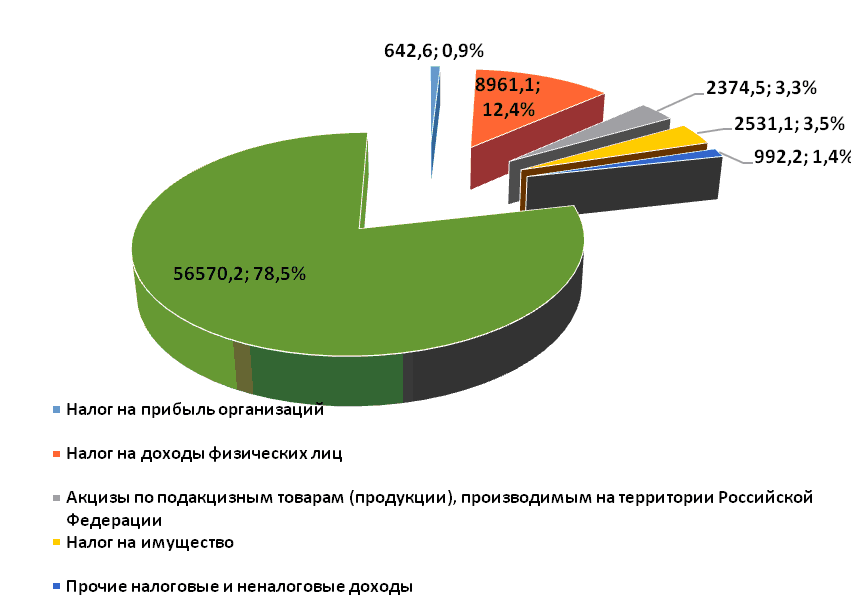 642,6; 0,9%
8961,1;
12,4%
2374,5; 3,3%
2531,1; 3,5%
992,2; 1,4%
56570,2; 78,5%
Налог на прибыль организаций
Налог на доходы физических лиц
Акцизы по подакцизным товарам (продукции), производимым на территории Российской
Федерации
Налог на имущество
Прочие налоговые и неналоговые доходы